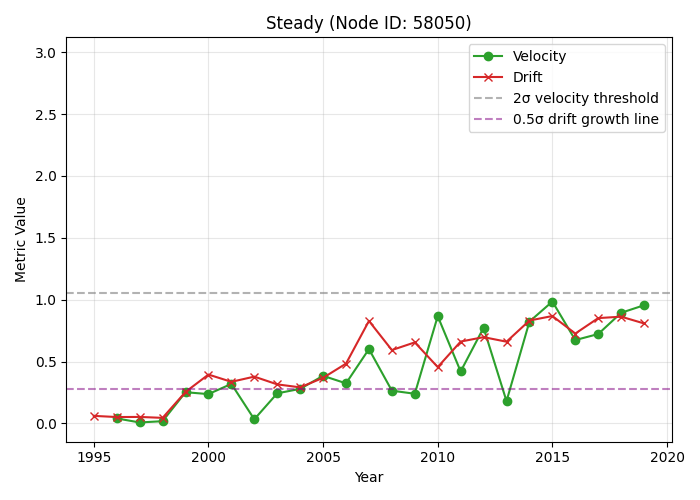 Steady (Node ID: 58050)
Velocity
Drift
2σ velocity threshold
0.5σ drift growth line
Metric Value
3.0
2.5
2.0
1.5
1.0
0.5
0.0
1995 2000 2005 2010 2015 2020
Year